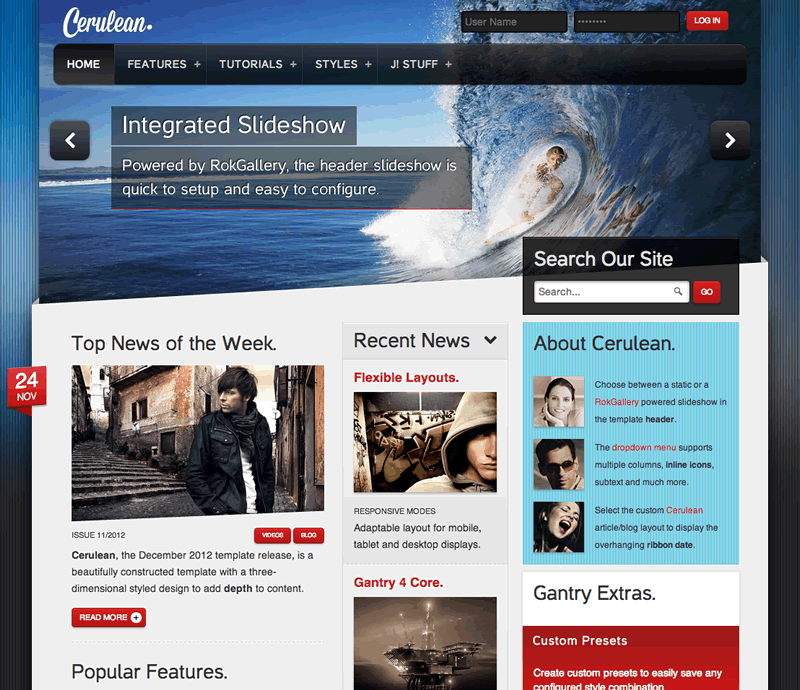 Cerulean.
User Name
••••••••
LOG IN
HOME
FEATURES +
TUTORIALS +
STYLES +
J! STUFF +
Integrated Slideshow
Powered by RokGallery, the header slideshow is
quick to setup and easy to configure.
Search Our Site
Search...
GO
24
NOV
Top News of the Week.
ISSUE 11/2012
VIDEOS
BLOG
Cerulean, the December 2012 template release, is a
beautifully constructed template with a three-
dimensional styled design to add depth to content.
READ MORE
Popular Features.
Recent News
Flexible Layouts.
RESPONSIVE MODES
Adaptable layout for mobile,
tablet and desktop displays.
Gantry 4 Core.
About Cerulean.
Choose between a static or a
RokGallery powered slideshow in
the template header.
The dropdown menu supports
multiple columns, inline icons,
subtext and much more.
Select the custom Cerulean
article/blog layout to display the
overhanging ribbon date.
Gantry Extras.
Custom Presets
Create custom presets to easily save any
configured style combination